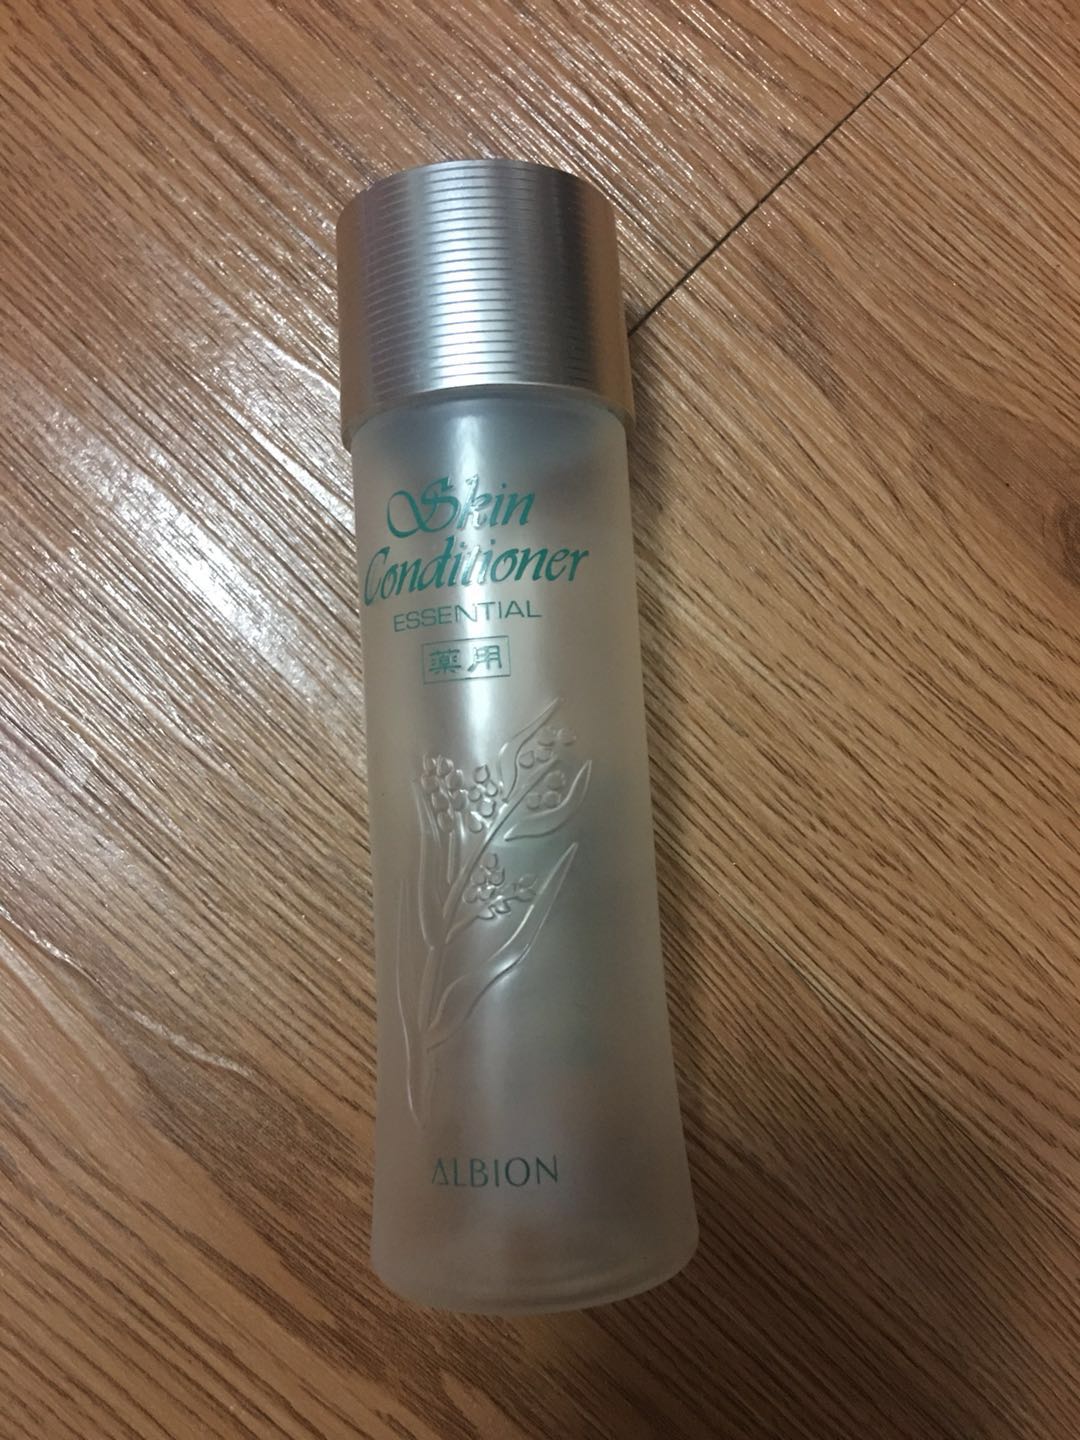 Skin
Conditioner
ESSENTIAL
薬用
ALBION